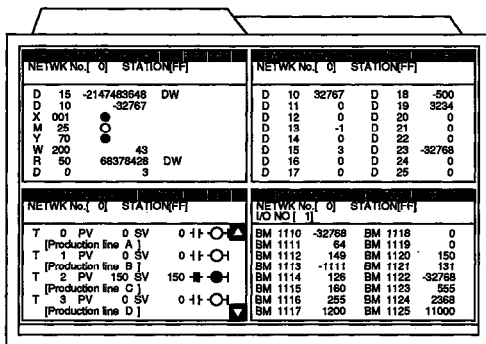 NETWK No.[ 0] STATION[FF]
D 15 -2147483648 DW
D 10 -32767
X 001
M 25
Y 70
W 200 43
R 50 68378428 DW
D 0 3
NETWK No.[ 0] STATION[FF]
D 10 32767 D 18 -500
D 11 0 D 19 3234
D 12 0 D 20 0
D 13 -1 D 21 0
D 14 0 D 22 0
D 15 3 D 23 -32768
D 16 0 D 24 0
D 17 0 D 25 0
NETWK No.[ 0] STATION[FF]
T 0 PV 0 SV 0
[Production line A ]
T 1 PV 0 SV 0
[Production line B ]
T 2 PV 150 SV 150
[Production line C ]
T 3 PV 0 SV 0
[Production line D ]
NETWK No.[ 0] STATION[FF]
I/O NO [ 1]
BM 1110 -32768 BM 1118 0
BM 1111 64 BM 1119 0
BM 1112 149 BM 1120 150
BM 1113 -1111 BM 1121 131
BM 1114 126 BM 1122 -32768
BM 1115 160 BM 1123 555
BM 1116 255 BM 1124 2368
BM 1117 1200 BM 1125 11000